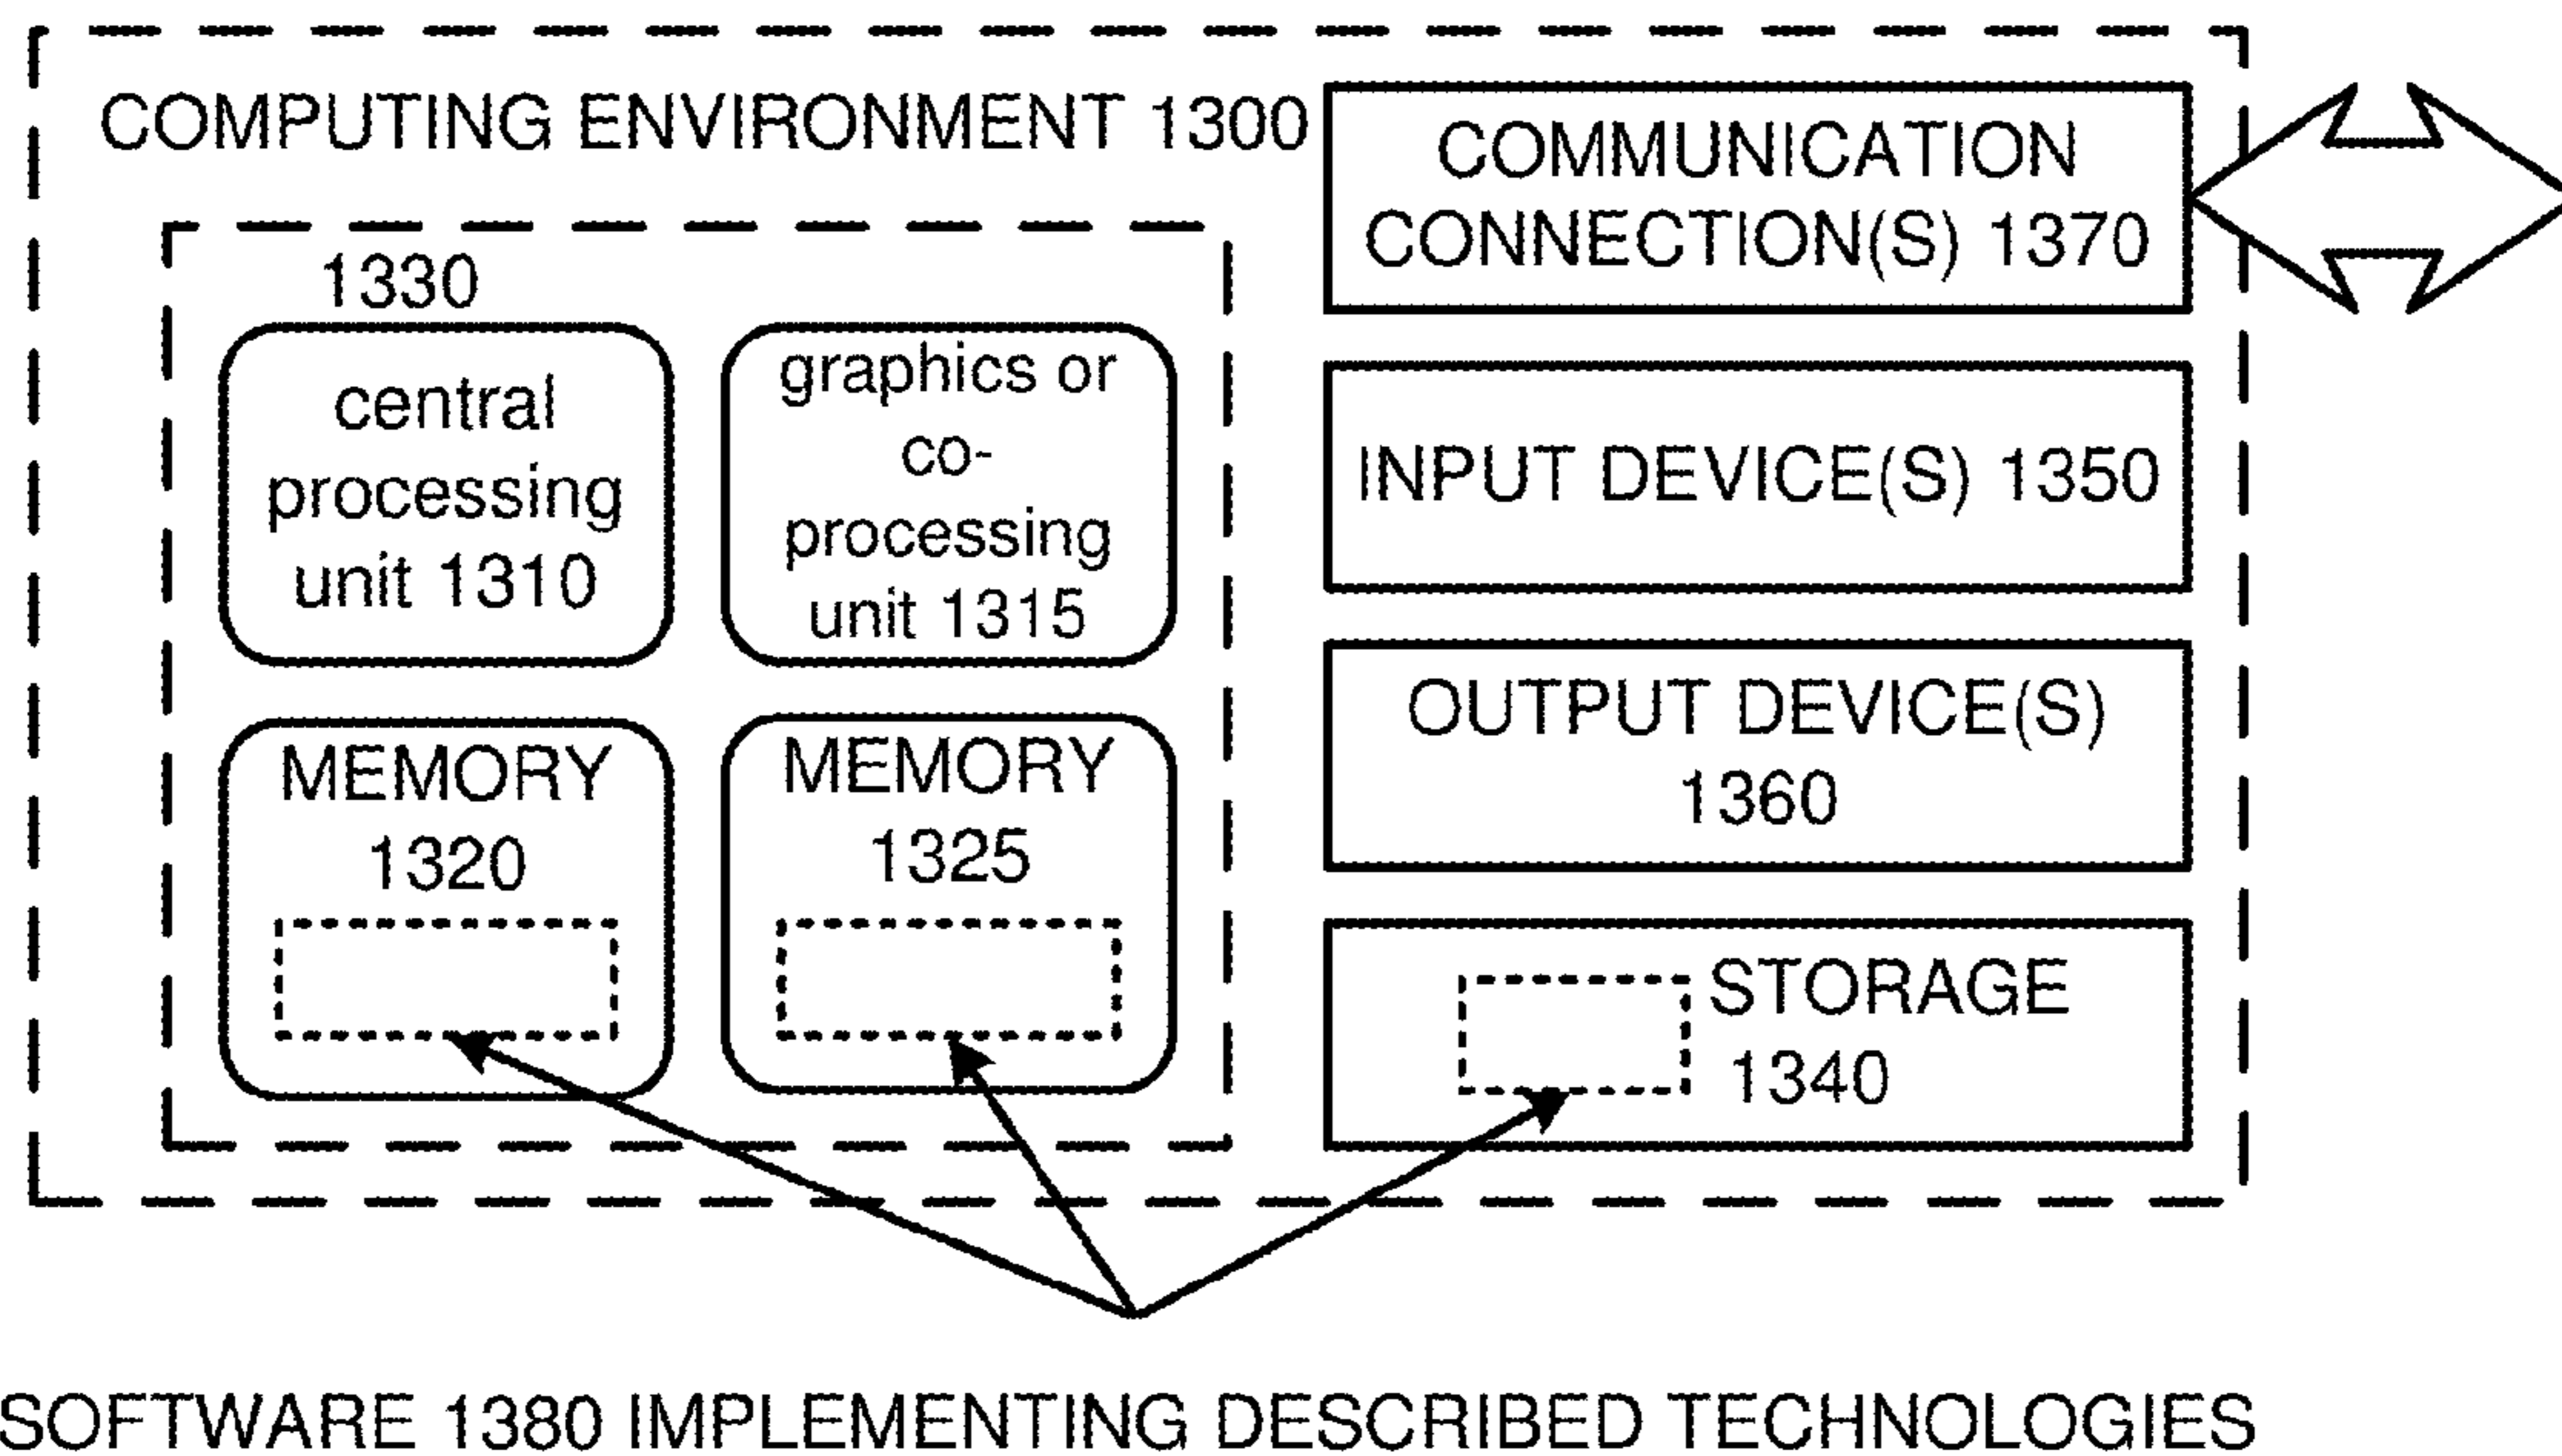 COMPUTING ENVIRONMENT 1300
1330
central
processing
unit 1310
graphics or
co-
processing
unit 1315
MEMORY
1320
MEMORY
1325
COMMUNICATION
CONNECTION(S) 1370
INPUT DEVICE(S) 1350
OUTPUT DEVICE(S)
1360
STORAGE
1340
SOFTWARE 1380 IMPLEMENTING DESCRIBED TECHNOLOGIES